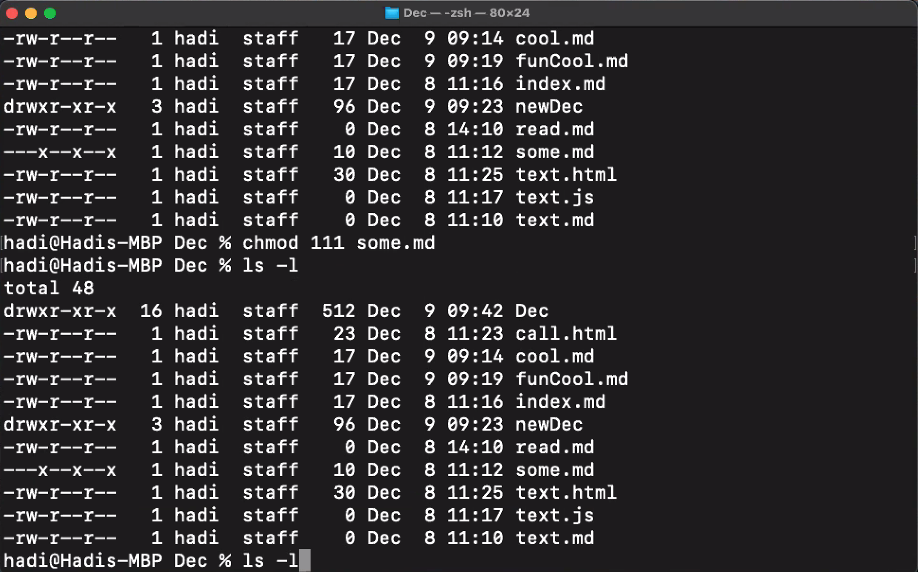 Dec — -zsh — 80×24
-rw-r--r--   1 hadi  staff   17 Dec  9 09:14 cool.md
-rw-r--r--   1 hadi  staff   17 Dec  9 09:19 funCool.md
-rw-r--r--   1 hadi  staff   17 Dec  8 11:16 index.md
drwxr-xr-x   3 hadi  staff   96 Dec  9 09:23 newDec
-rw-r--r--   1 hadi  staff    0 Dec  8 14:10 read.md
---x--x--x   1 hadi  staff   10 Dec  8 11:12 some.md
-rw-r--r--   1 hadi  staff   30 Dec  8 11:25 text.html
-rw-r--r--   1 hadi  staff    0 Dec  8 11:17 text.js
-rw-r--r--   1 hadi  staff    0 Dec  8 11:10 text.md
[hadi@Hadis-MBP Dec % chmod 111 some.md                                          ]
[hadi@Hadis-MBP Dec % ls -l                                                      ]
total 48
drwxr-xr-x  16 hadi  staff  512 Dec  9 09:42 Dec
-rw-r--r--   1 hadi  staff   23 Dec  8 11:23 call.html
-rw-r--r--   1 hadi  staff   17 Dec  9 09:14 cool.md
-rw-r--r--   1 hadi  staff   17 Dec  9 09:19 funCool.md
-rw-r--r--   1 hadi  staff   17 Dec  8 11:16 index.md
drwxr-xr-x   3 hadi  staff   96 Dec  9 09:23 newDec
-rw-r--r--   1 hadi  staff    0 Dec  8 14:10 read.md
---x--x--x   1 hadi  staff   10 Dec  8 11:12 some.md
-rw-r--r--   1 hadi  staff   30 Dec  8 11:25 text.html
-rw-r--r--   1 hadi  staff    0 Dec  8 11:17 text.js
-rw-r--r--   1 hadi  staff    0 Dec  8 11:10 text.md
hadi@Hadis-MBP Dec % ls -l